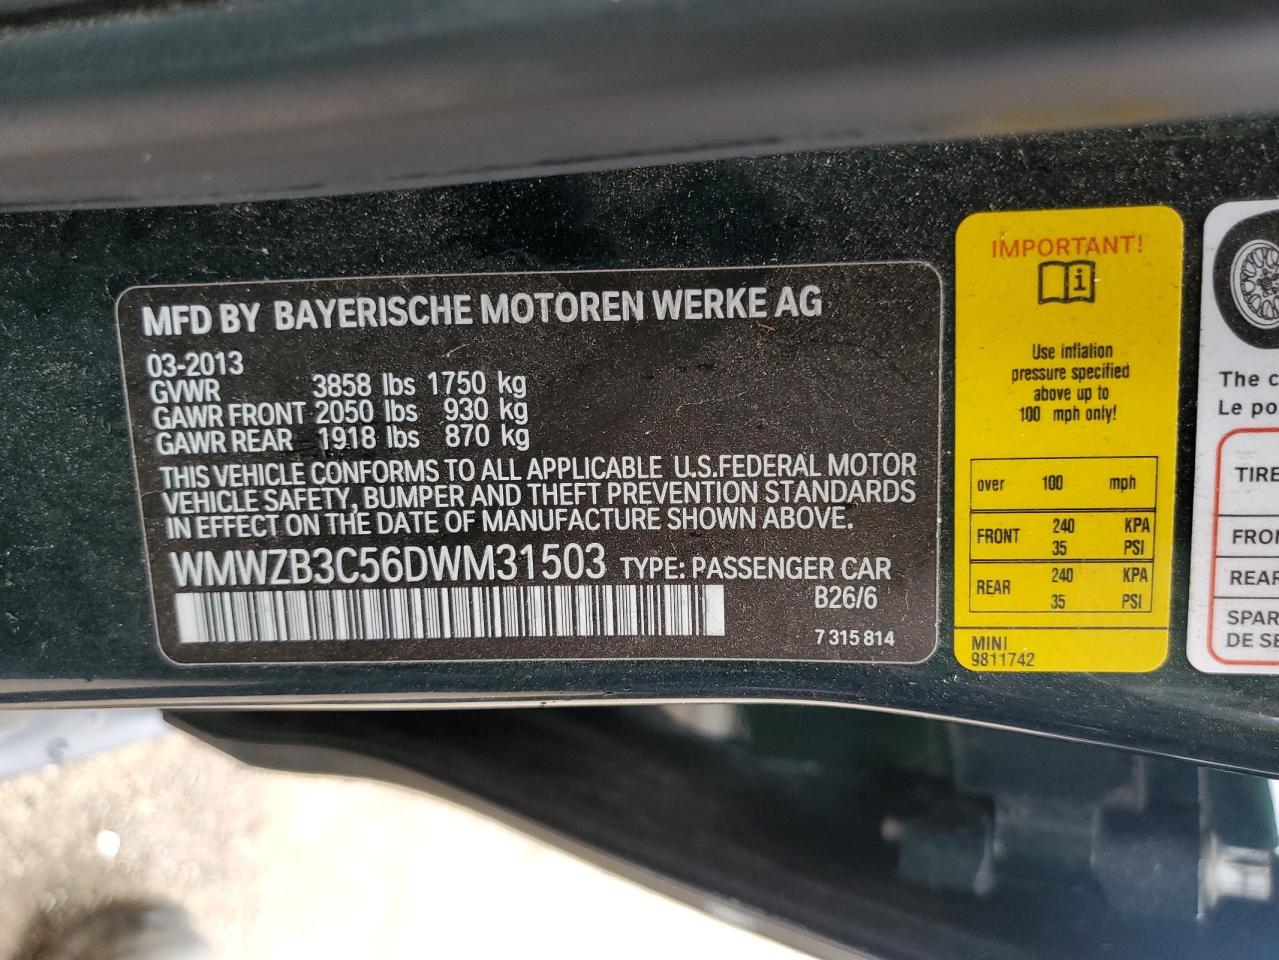 MFD BY BAYERISCHE MOTOREN WERKE AG
03-2013
GVWR 3858 lbs 1750 kg
GAWR FRONT 2050 lbs 930 kg
GAWR REAR 1918 lbs 870 kg
THIS VEHICLE CONFORMS TO ALL APPLICABLE U.S.FEDERAL MOTOR
VEHICLE SAFETY, BUMPER AND THEFT PREVENTION STANDARDS
IN EFFECT ON THE DATE OF MANUFACTURE SHOWN ABOVE.
WMWZB3C56DWM31503 TYPE: PASSENGER CAR
B26/6
7 315 814
IMPORTANT!
i
Use inflation
pressure specified
above up to
100 mph only!
over 100 mph
FRONT 240 KPA
35 PSI
REAR 240 KPA
35 PSI
MINI
9811742
The c
Le po
TIRE
FRON
REAR
SPAR
DE SE